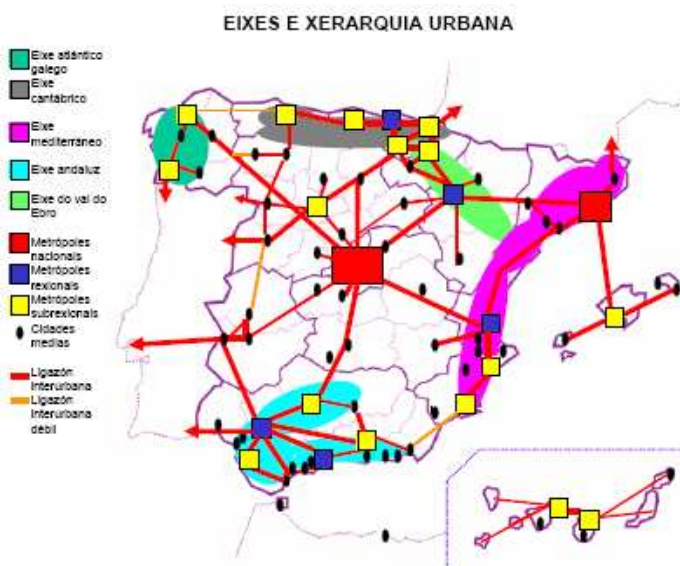 EIXES E XERARQUIA URBANA
Eixe atlántico
galego
Eixe
cantábrico
Eixe
mediterráneo
Eixe andaluz
Eixe do val do
Ebro
Metrópoles
nacionais
Metrópoles
rexionais
Metrópoles
subrexionais
Cidades
medias
Ligazón
interurbana
Ligazón
interurbana
débil